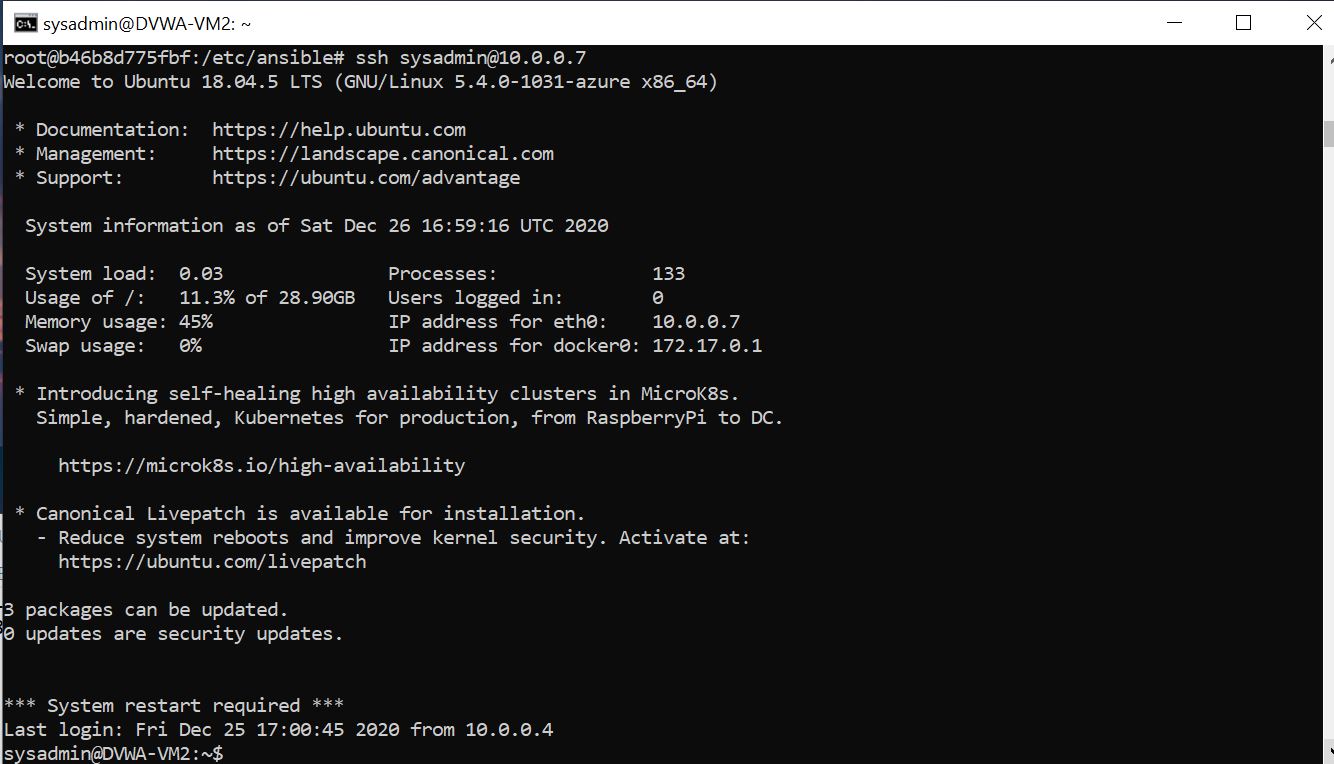 sysadmin@DVWA-VM2: ~
root@b46b8d775fbf:/etc/ansible# ssh sysadmin@10.0.0.7
Welcome to Ubuntu 18.04.5 LTS (GNU/Linux 5.4.0-1031-azure x86_64)
* Documentation:  https://help.ubuntu.com
* Management:     https://landscape.canonical.com
* Support:        https://ubuntu.com/advantage
System information as of Sat Dec 26 16:59:16 UTC 2020
System load:  0.03               Processes:              133
Usage of /:   11.3% of 28.90GB   Users logged in:        0
Memory usage: 45%                IP address for eth0:    10.0.0.7
Swap usage:   0%                 IP address for docker0: 172.17.0.1
* Introducing self-healing high availability clusters in MicroK8s.
Simple, hardened, Kubernetes for production, from RaspberryPi to DC.
https://microk8s.io/high-availability
* Canonical Livepatch is available for installation.
- Reduce system reboots and improve kernel security. Activate at:
https://ubuntu.com/livepatch
3 packages can be updated.
0 updates are security updates.
*** System restart required ***
Last login: Fri Dec 25 17:00:45 2020 from 10.0.0.4
sysadmin@DVWA-VM2:~$